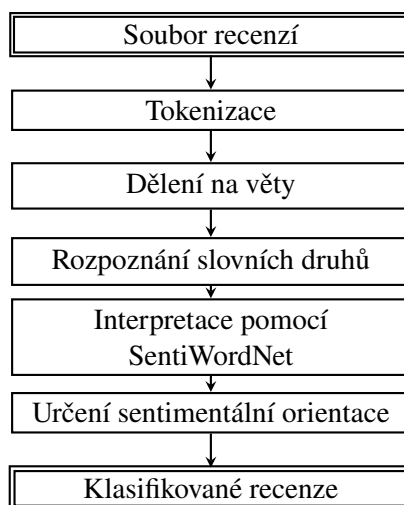 Soubor recenzí
Tokenizace
Dělení na věty
Rozpoznání slovních druhů
Interpretace pomocí
SentiWordNet
Určení sentimentální orientace
Klasifikované recenze